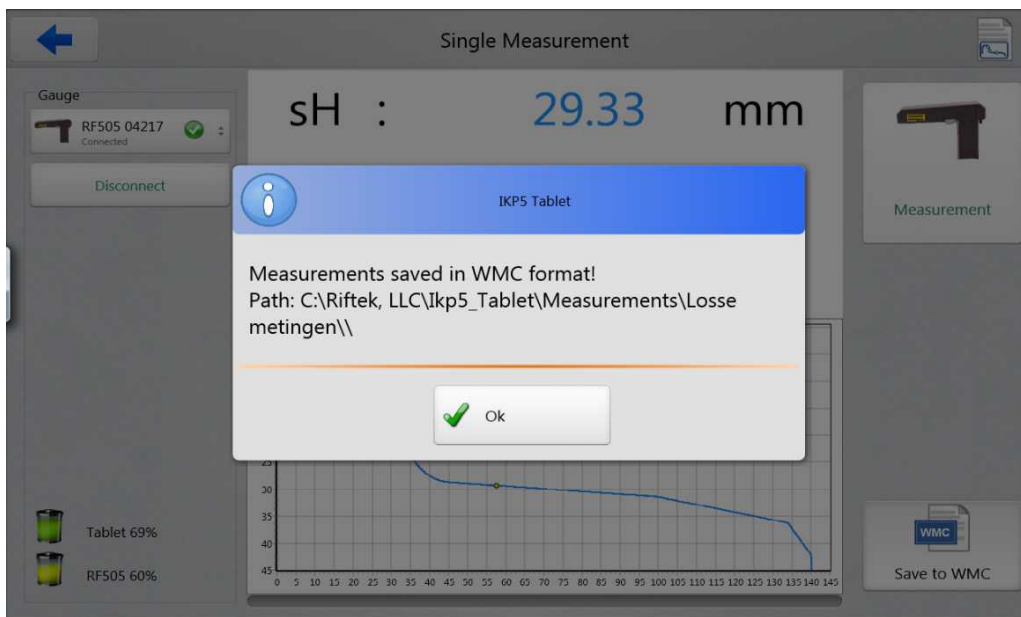 Single Measurement
Gauge
RF505 04217
Connected
Disconnect
sH : 29.33 mm
Measurement
IKP5 Tablet
Measurements saved in WMC format!
Path: C:\Riftek, LLC\Ikp5_Tablet\Measurements\Losse
metingen\\
Ok
25
30
35
40
45
0 5 10 15 20 25 30 35 40 45 50 55 60 65 70 75 80 85 90 95 100 105 110 115 120 125 130 135 140 145
Tablet 69%
RF505 60%
WMC
Save to WMC